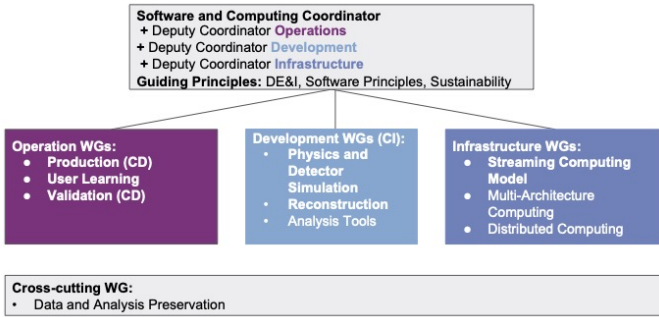 Software and Computing Coordinator
+ Deputy Coordinator Operations
+ Deputy Coordinator Development
+ Deputy Coordinator Infrastructure
Guiding Principles: DE&I, Software Principles, Sustainability
Operation WGs:
● Production (CD)
● User Learning
● Validation (CD)
Development WGs (CI):
• Physics and
Detector
Simulation
• Reconstruction
• Analysis Tools
Infrastructure WGs:
● Streaming Computing
Model
● Multi-Architecture
Computing
● Distributed Computing
Cross-cutting WG:
• Data and Analysis Preservation